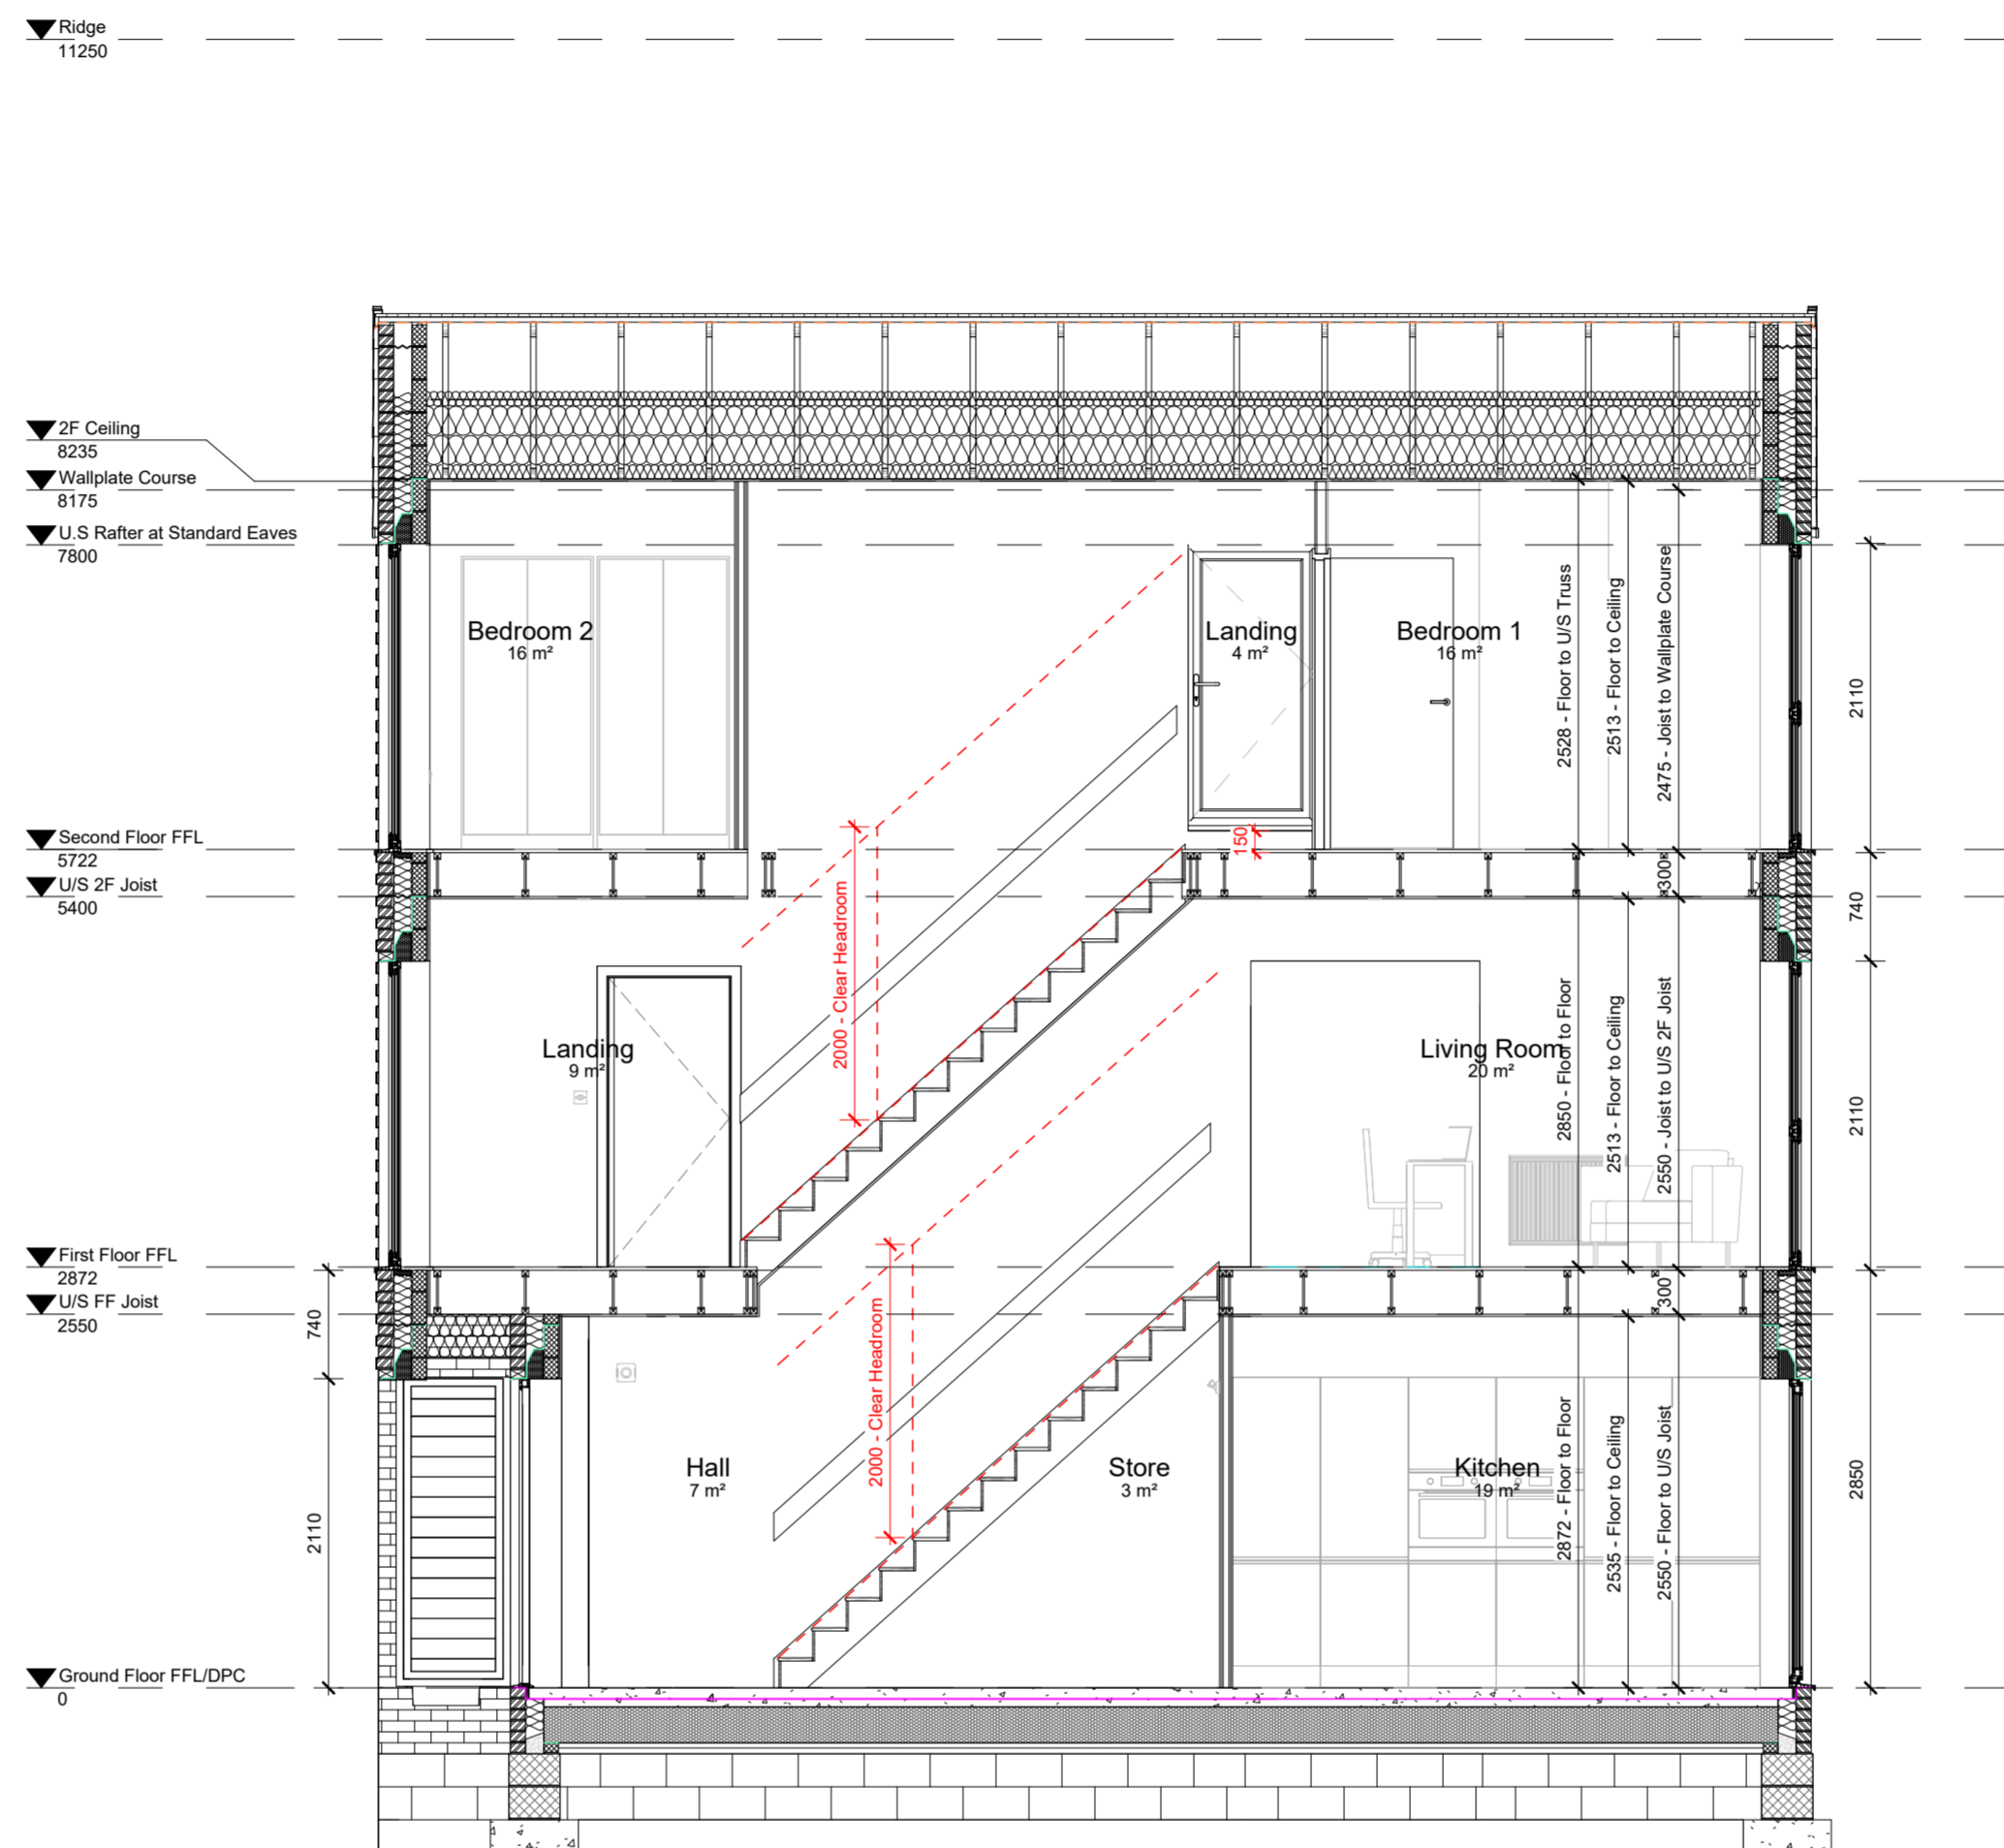 Ridge
11250
2F Ceiling
8235
Wallplate Course
8175
U.S Rafter at Standard Eaves
7800
Second Floor FFL
5722
U/S 2F Joist
5400
First Floor FFL
2872
U/S FF Joist
2550
Ground Floor FFL/DPC
0
740
2110
Bedroom 2
16 m²
Landing
4 m²
Bedroom 1
16 m²
150
2528 - Floor to U/S Truss
2513 - Floor to Ceiling
2475 - Joist to Wallplate Course
2110
300
740
2000 - Clear Headroom
Landing
9 m²
Living Room
20 m²
2850 - Floor to Floor
2513 - Floor to Ceiling
2550 - Joist to U/S 2F Joist
2110
300
2000 - Clear Headroom
Hall
7 m²
Store
3 m²
Kitchen
19 m²
2872 - Floor to Floor
2535 - Floor to Ceiling
2550 - Floor to U/S Joist
2850